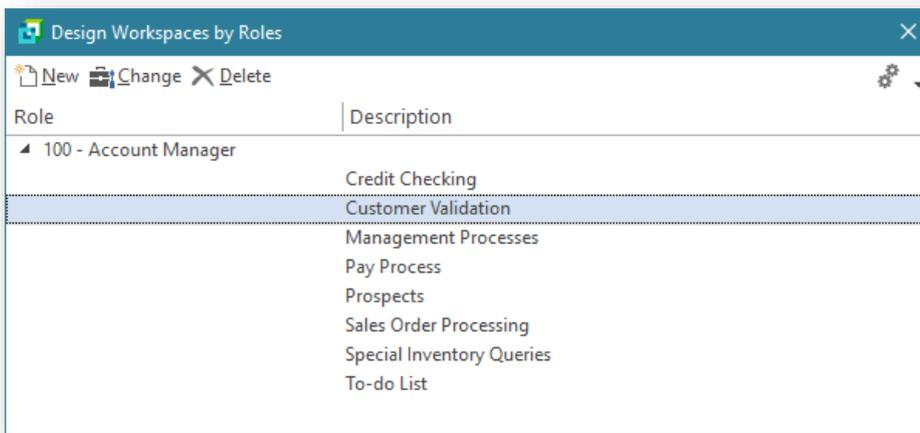 Design Workspaces by Roles
New Change Delete
Role Description
100 - Account Manager
Credit Checking
Customer Validation
Management Processes
Pay Process
Prospects
Sales Order Processing
Special Inventory Queries
To-do List